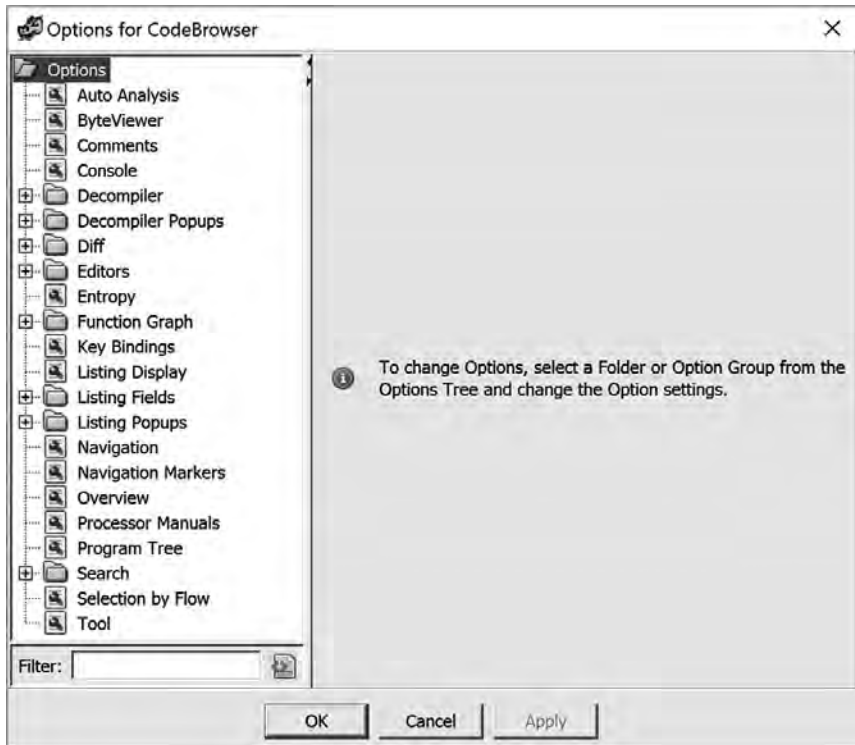 Options for CodeBrowser
Options
Auto Analysis
ByteViewer
Comments
Console
Decompiler
Decompiler Popups
Diff
Editors
Entropy
Function Graph
Key Bindings
Listing Display
Listing Fields
Listing Popups
Navigation
Navigation Markers
Overview
Processor Manuals
Program Tree
Search
Selection by Flow
Tool
To change Options, select a Folder or Option Group from the
Options Tree and change the Option settings.
Filter:
OK Cancel Apply